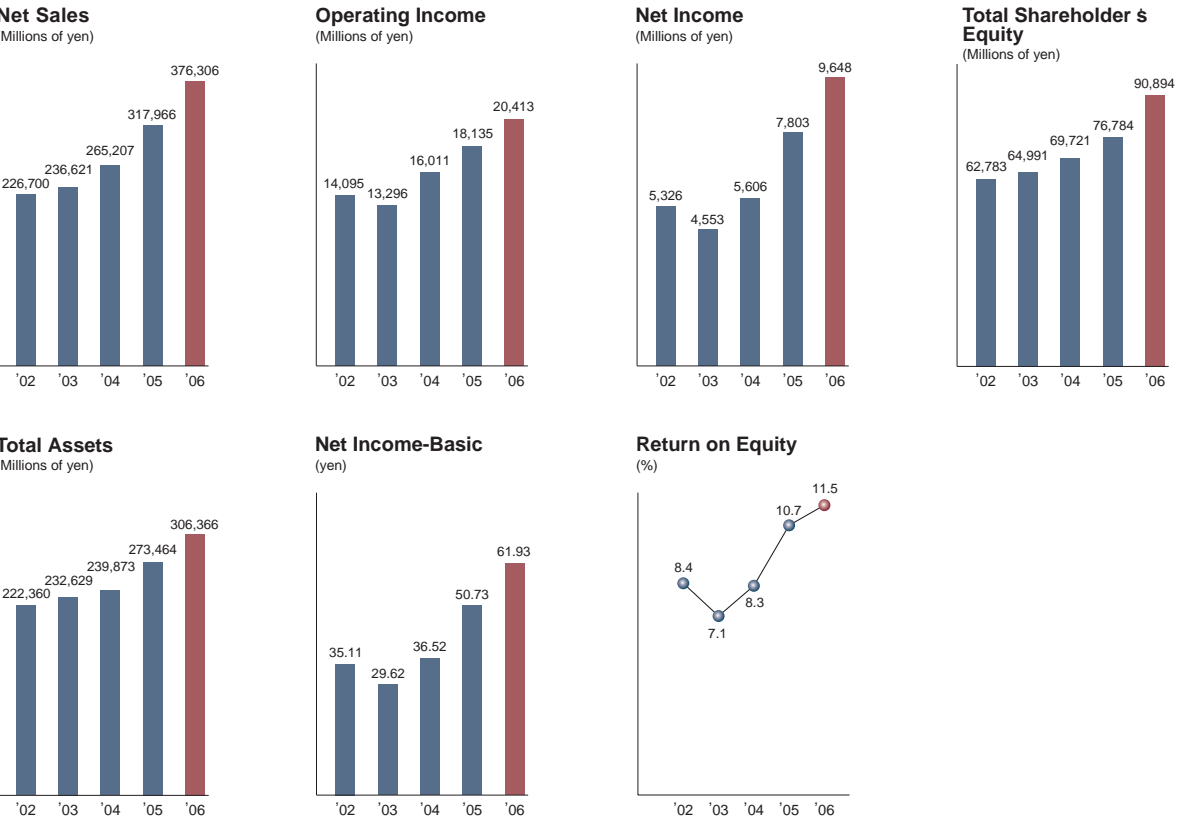 Net Sales
(Millions of yen)
376,306
317,966
265,207
236,621
226,700
’02 ’03 ’04 ’05 ’06
Operating Income
(Millions of yen)
20,413
18,135
16,011
14,095
13,296
’02 ’03 ’04 ’05 ’06
Net Income
(Millions of yen)
9,648
7,803
5,606
5,326
4,553
’02 ’03 ’04 ’05 ’06
Total Shareholder ’s
Equity
(Millions of yen)
90,894
76,784
69,721
64,991
62,783
’02 ’03 ’04 ’05 ’06
Total Assets
(Millions of yen)
306,366
273,464
239,873
232,629
222,360
’02 ’03 ’04 ’05 ’06
Net Income-Basic
(yen)
61.93
50.73
36.52
35.11
29.62
’02 ’03 ’04 ’05 ’06
Return on Equity
(%)
11.5
10.7
8.4
8.3
7.1
’02 ’03 ’04 ’05 ’06